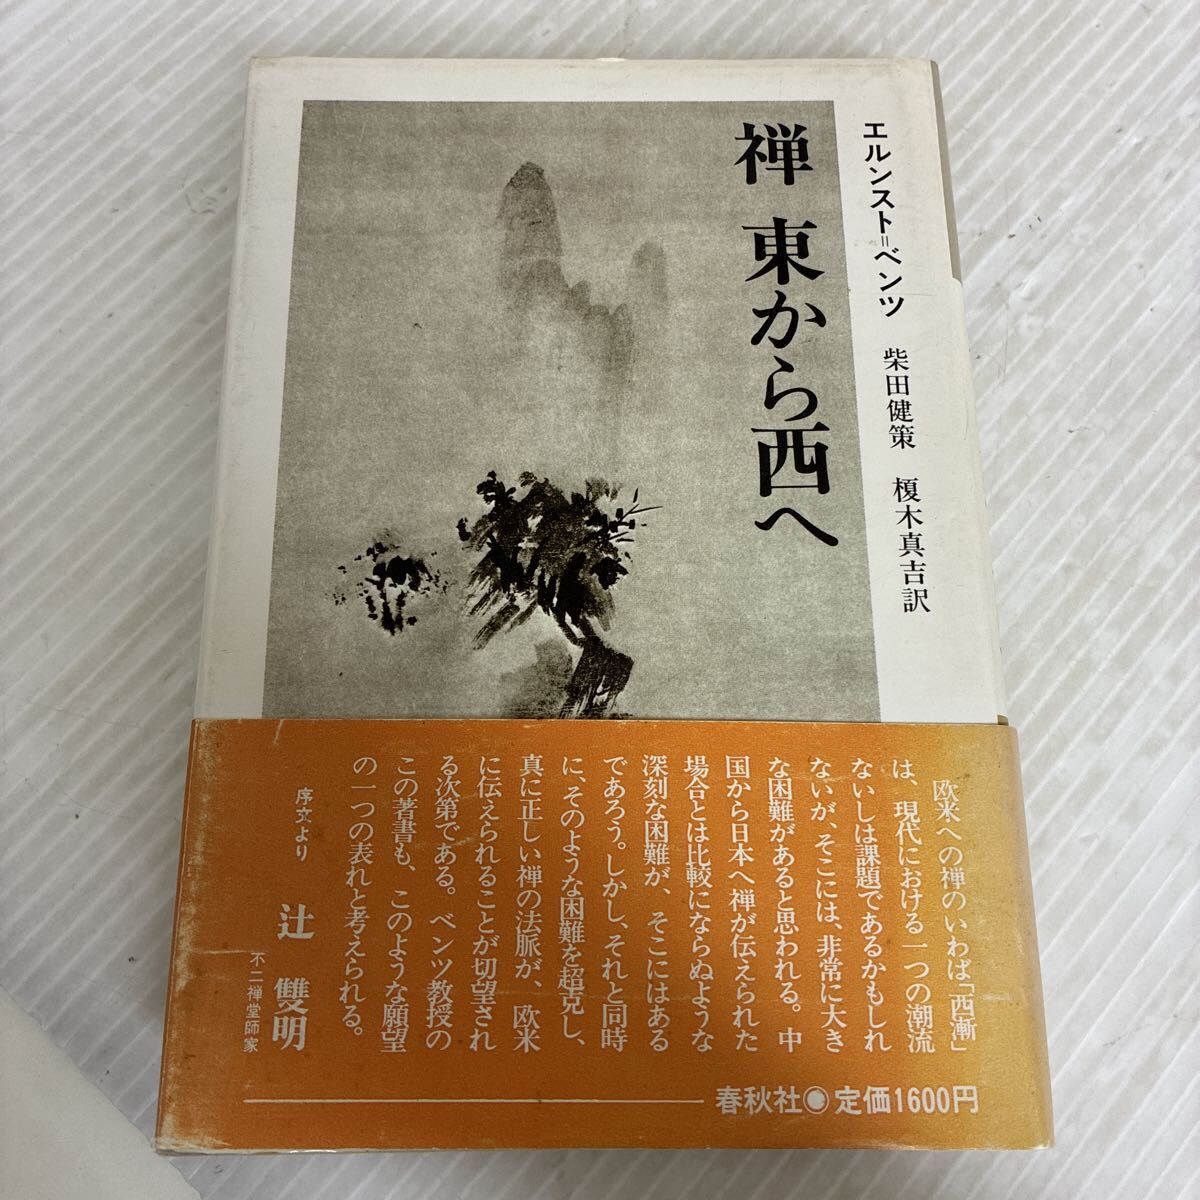 エルンスト=ベンツ
柴田健策 榎木真吉訳
禅 東から西へ
欧米への禅のいわば「西漸」
は、現代における一つの潮流
ないしは課題であるかもしれ
ないが、そこには、非常に大き
な困難があると思われる。中
国から日本へ禅が伝えられた
場合とは比較にならぬような
深刻な困難が、そこにはある
であろう。しかし、それと同時
に、そのような困難を超克し、
真に正しい禅の法脈が、欧米
に伝えられることが切望され
る次第である。ベンツ教授の
この著書も、このような願望
の一つの表れと考えられる。
序文より
辻 雙明
不二禅堂師家
春秋社◉定価1600円